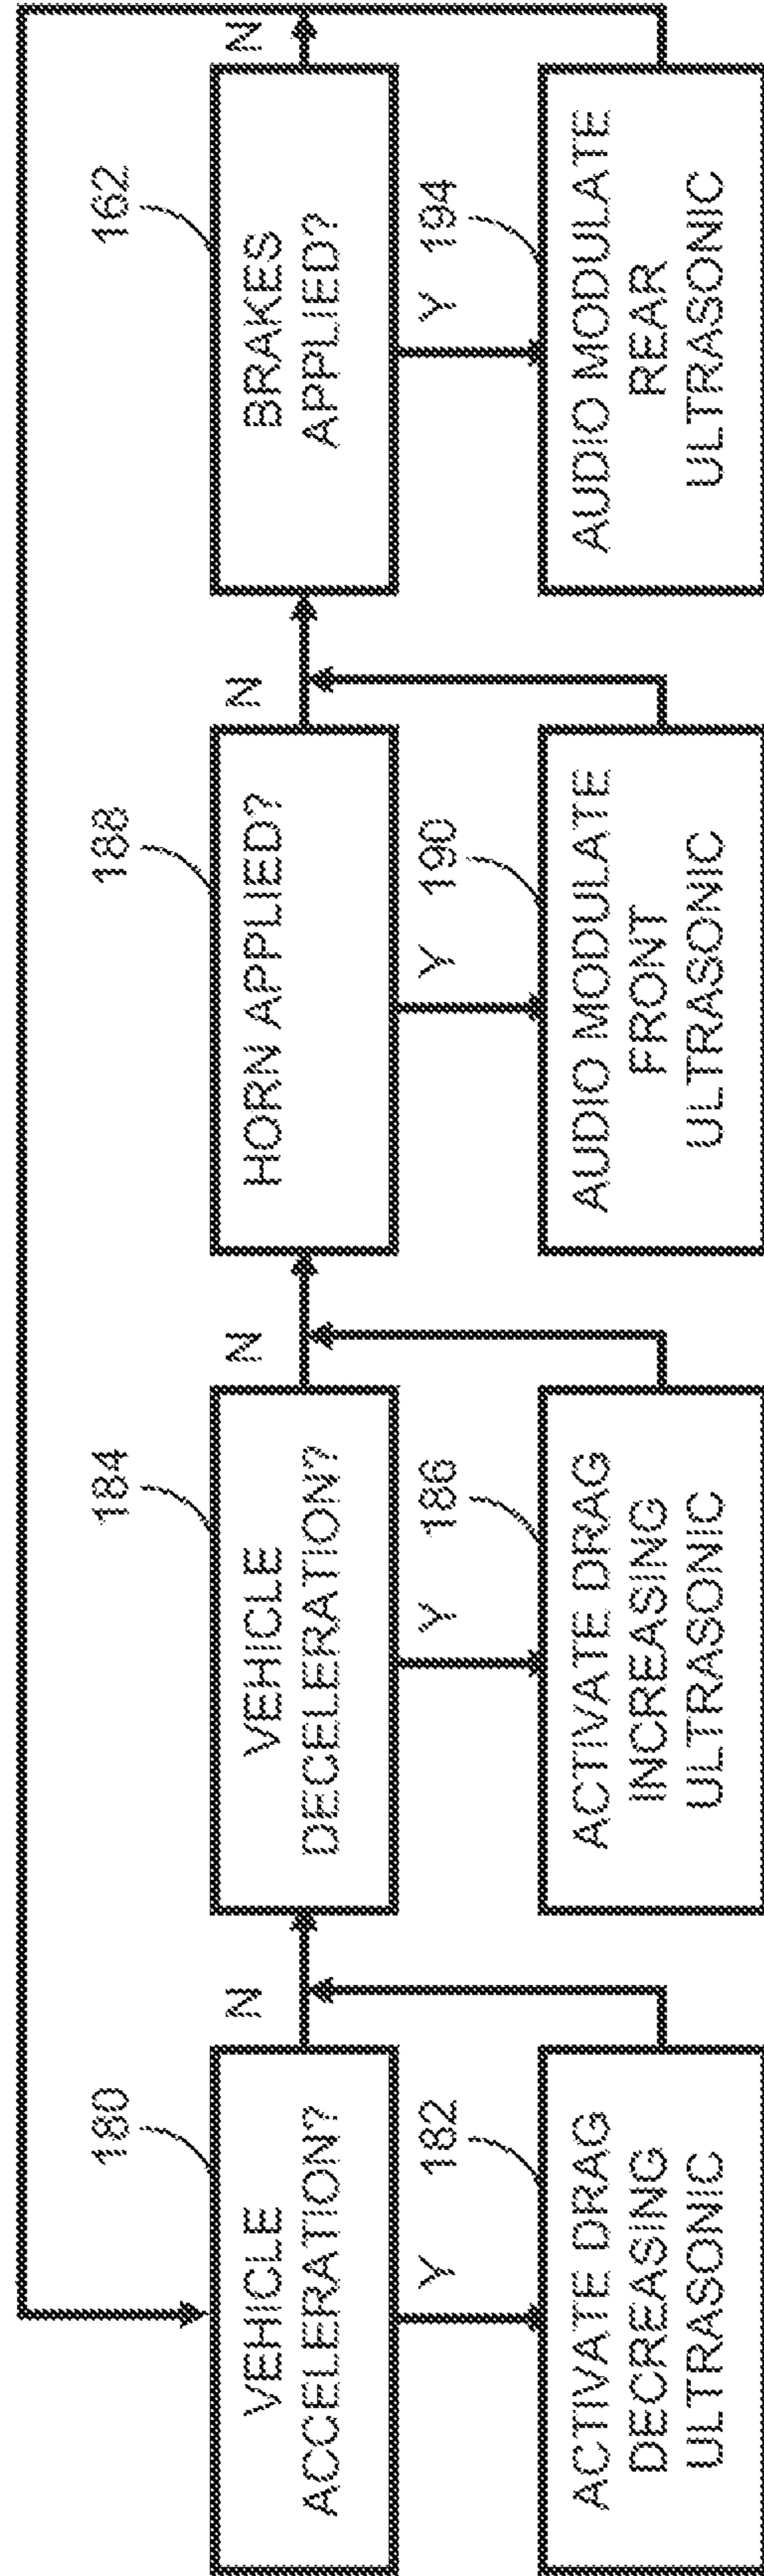 180
VEHICLE
ACCELERATION?
N
Y
182
ACTIVATE DRAG
DECREASING
ULTRASONIC
184
VEHICLE
DECELERATION?
N
Y
186
ACTIVATE DRAG
INCREASING
ULTRASONIC
188
HORN APPLIED?
N
Y
190
AUDIO MODULATE
FRONT
ULTRASONIC
162
BRAKES
APPLIED?
N
Y
194
AUDIO MODULATE
REAR
ULTRASONIC